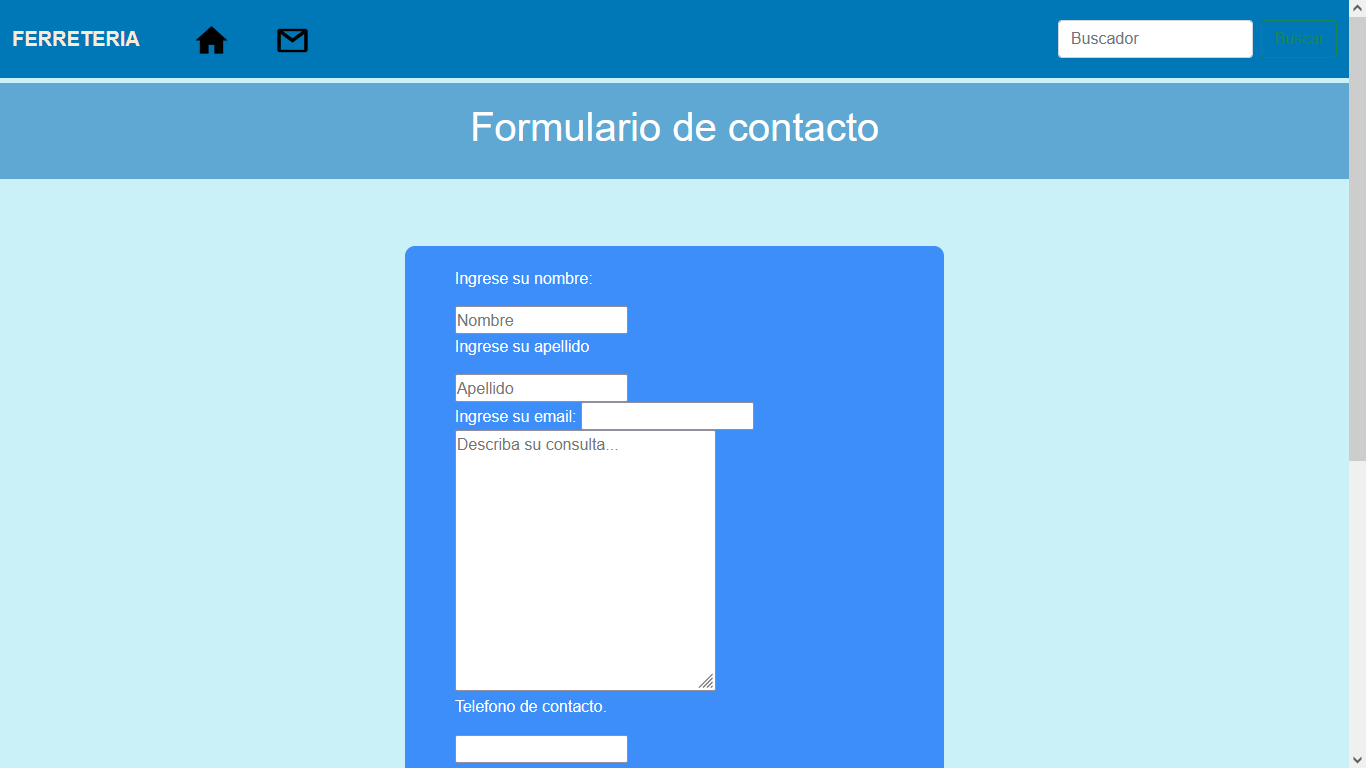 FERRETERIA
Buscador
Buscar
Formulario de contacto
Ingrese su nombre:
Nombre
Ingrese su apellido
Apellido
Ingrese su email:
Describa su consulta...
Telefono de contacto.